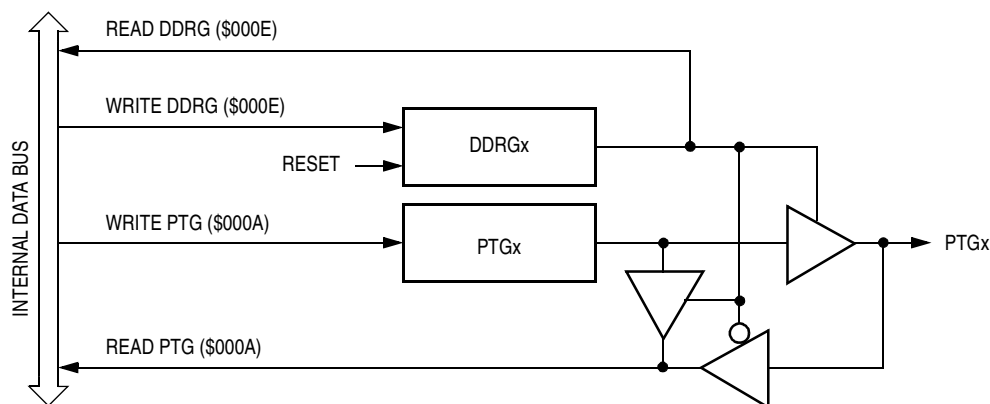 READ DDRG ($000E)
WRITE DDRG ($000E)
DDRGx
RESET
WRITE PTG ($000A)
PTGx
PTGx
READ PTG ($000A)
INTERNAL DATA BUS